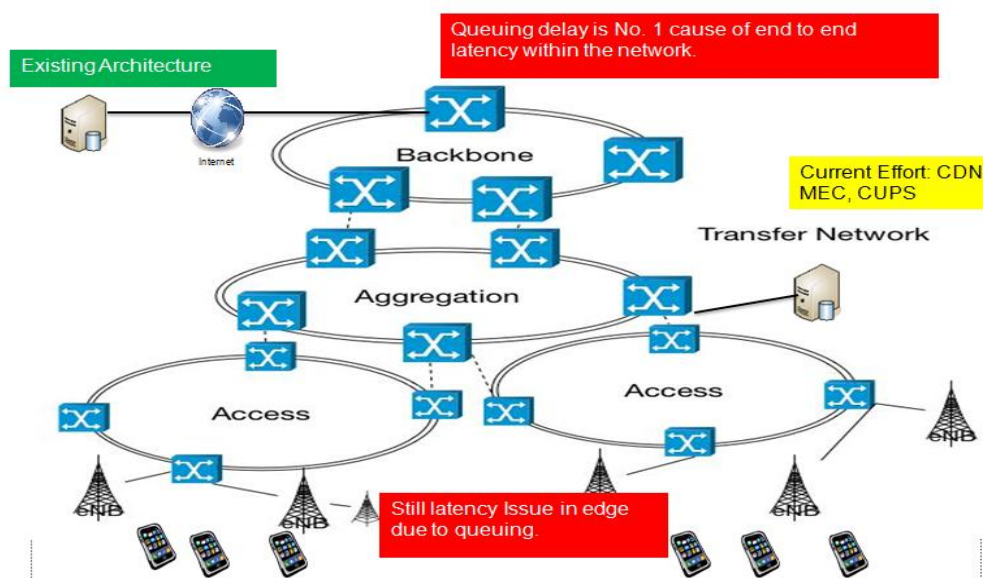 Queuing delay is No. 1 cause of end to end
latency within the network.
Existing Architecture
Internet
Backbone
Current Effort: CDN
MEC, CUPS
Transfer Network
Aggregation
Access
Access
eNB
eNB
eNB
eNB
Still latency Issue in edge
due to queuing.